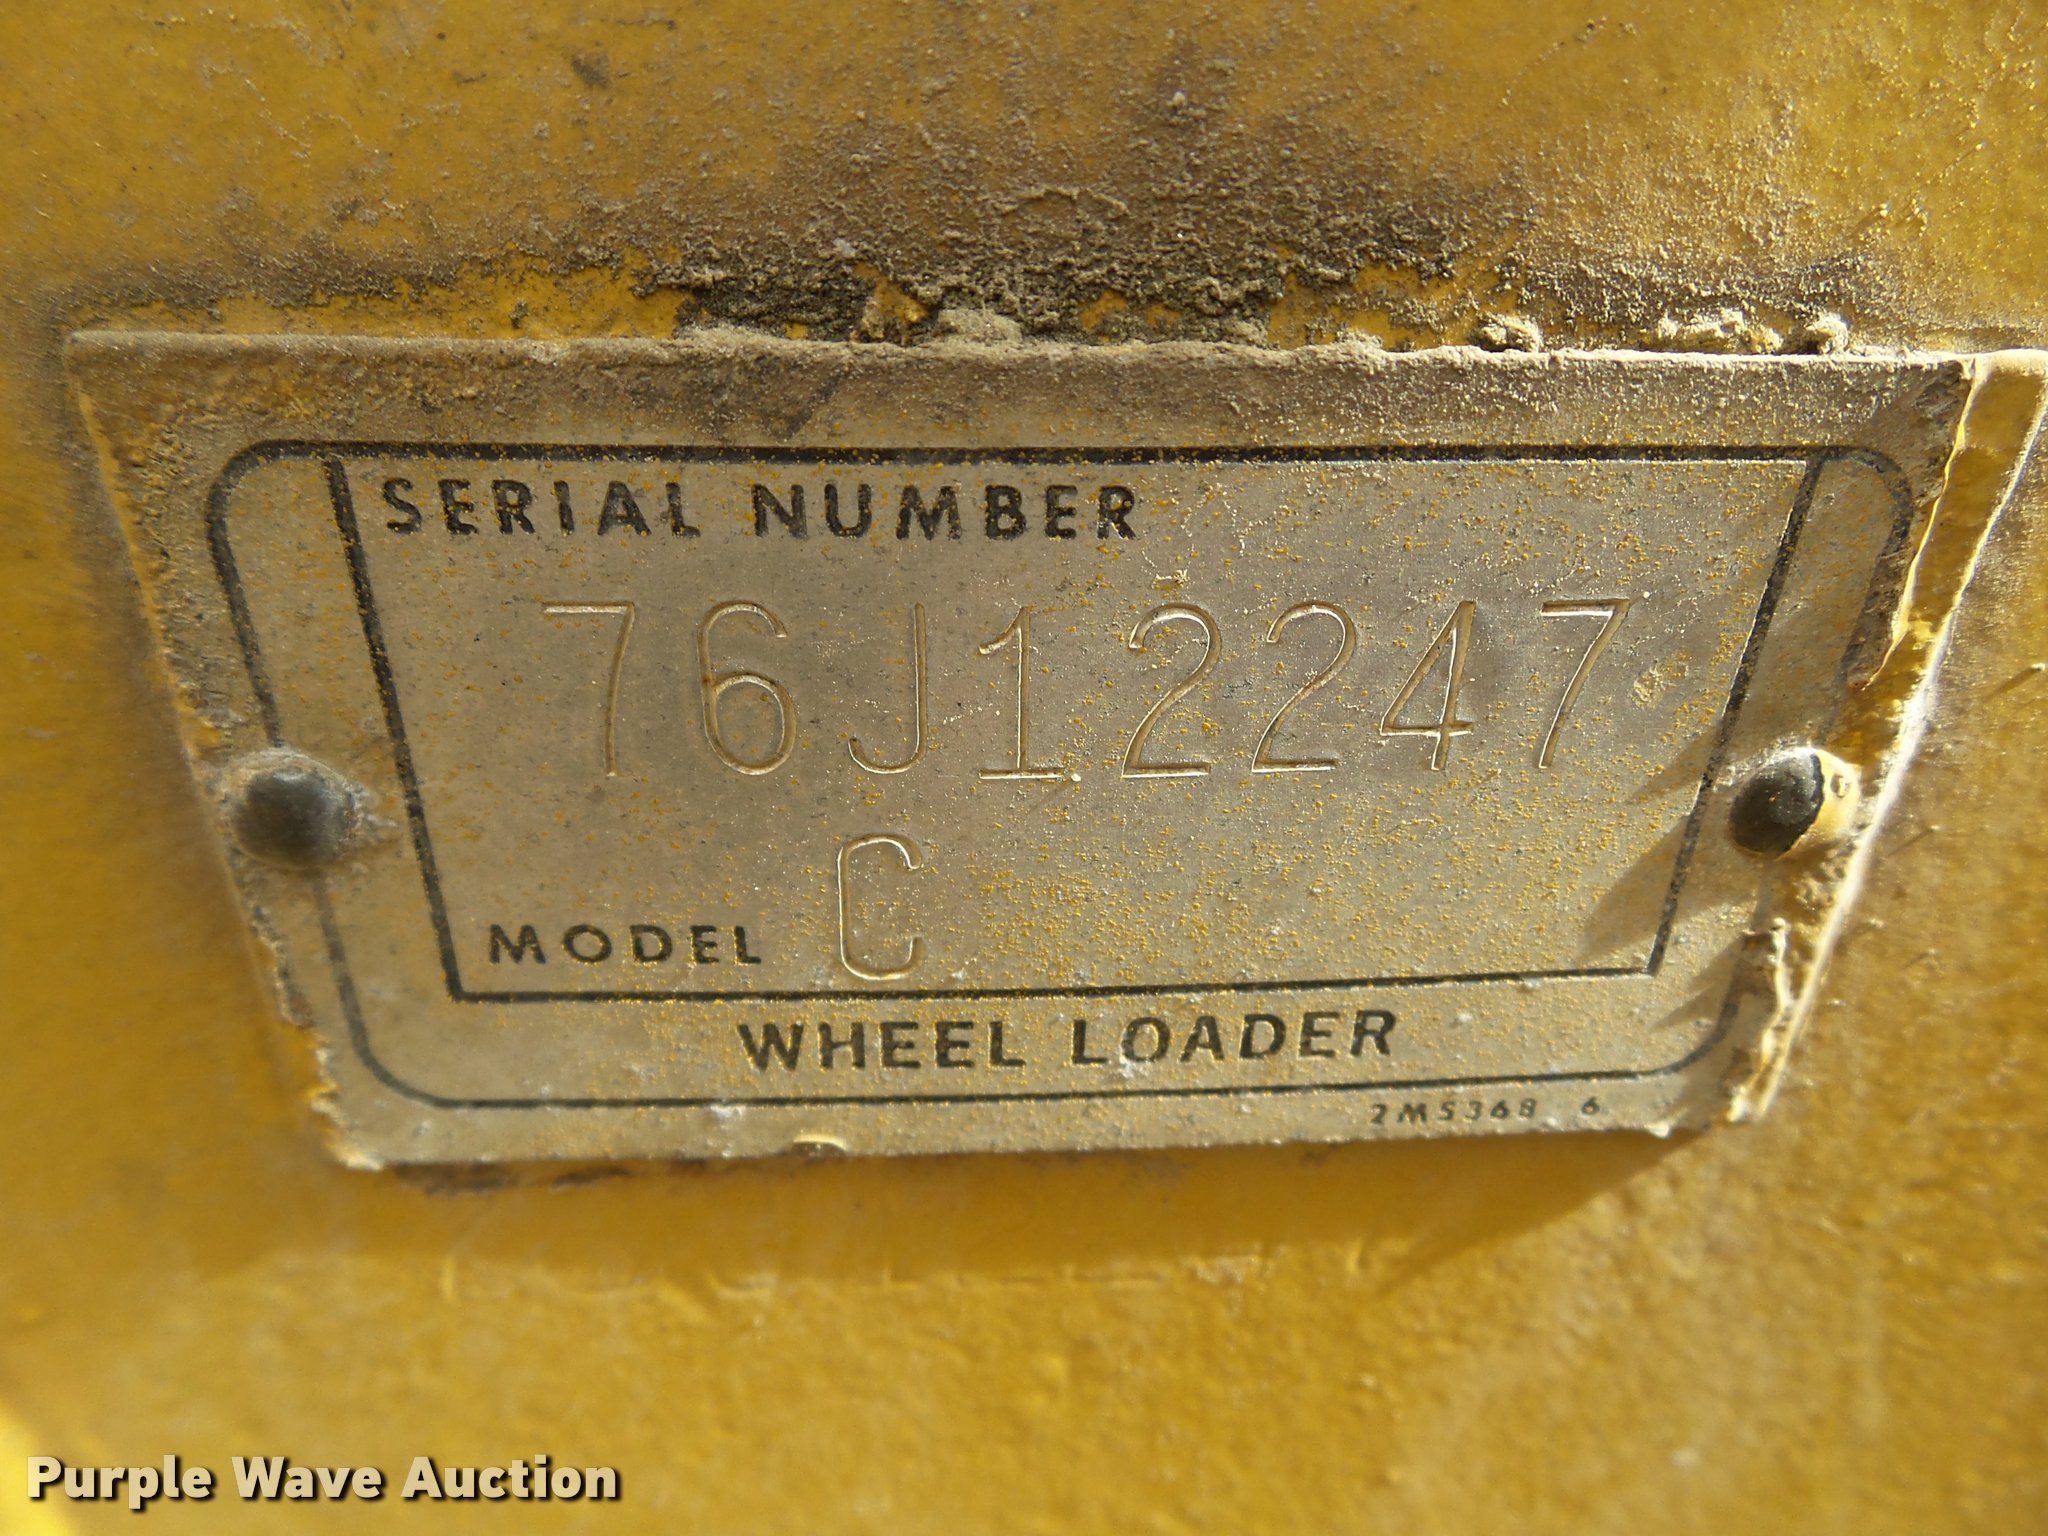 SERIAL NUMBER
76J12247
MODEL C
WHEEL LOADER
2M5368 6
Purple Wave Auction